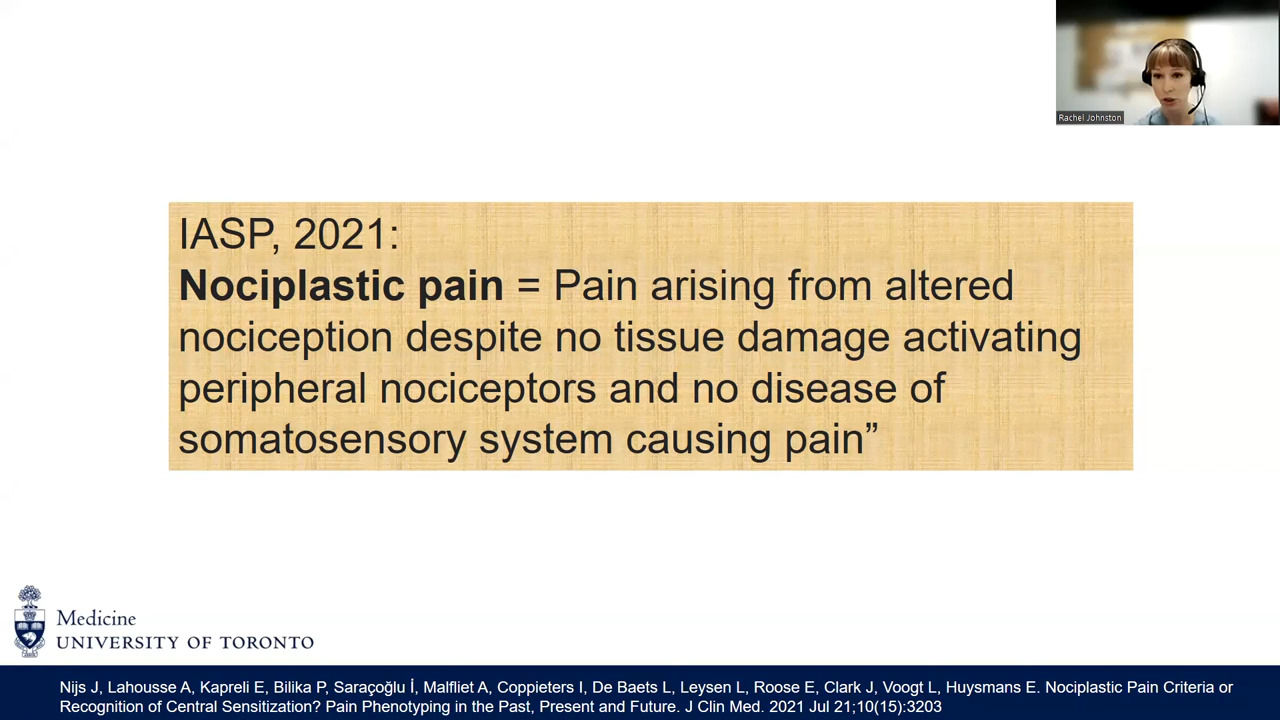 Rachel Johnston
IASP, 2021:
Nociplastic pain = Pain arising from altered
nociception despite no tissue damage activating
peripheral nociceptors and no disease of
somatosensory system causing pain”
Medicine
UNIVERSITY OF TORONTO
Nijs J, Lahousse A, Kapreli E, Bilika P, Saraçoğlu İ, Malfliet A, Coppieters I, De Baets L, Leysen L, Roose E, Clark J, Voogt L, Huysmans E. Nociplastic Pain Criteria or
Recognition of Central Sensitization? Pain Phenotyping in the Past, Present and Future. J Clin Med. 2021 Jul 21;10(15):3203